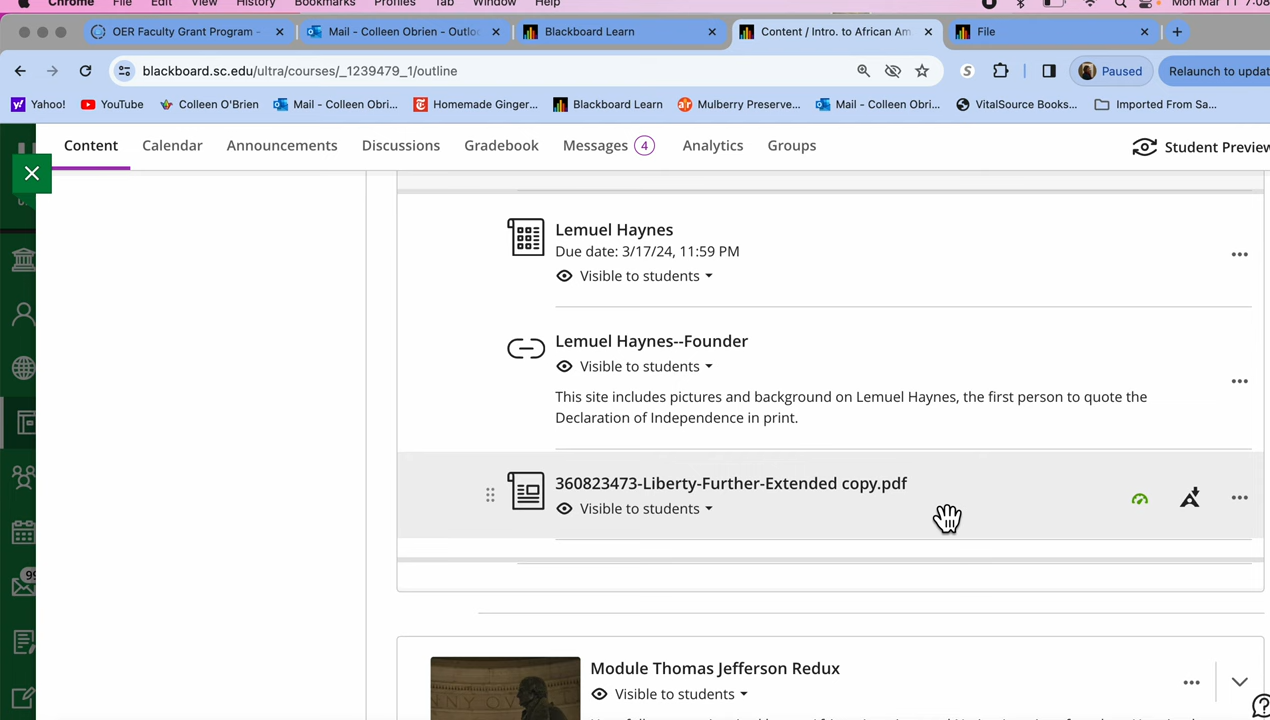 Chrome File Edit View History Bookmarks Profiles Tab Window Help Mon Mar 11 7:08
OER Faculty Grant Program - Mail - Colleen Obrien - Outlo Blackboard Learn Content / Intro. to African Am File
blackboard.sc.edu/ultra/courses/_1239479_1/outline S Paused Relaunch to updat
Yahoo! YouTube Colleen O'Brien Mail - Colleen Obri... Homemade Ginger... Blackboard Learn Mulberry Preserve... Mail - Colleen Obri... VitalSource Books... Imported From Sa...
Content Calendar Announcements Discussions Gradebook Messages 4 Analytics Groups Student Preview
Lemuel Haynes
Due date: 3/17/24, 11:59 PM
Visible to students
Lemuel Haynes--Founder
Visible to students
This site includes pictures and background on Lemuel Haynes, the first person to quote the
Declaration of Independence in print.
360823473-Liberty-Further-Extended copy.pdf
Visible to students
99
Module Thomas Jefferson Redux
Visible to students